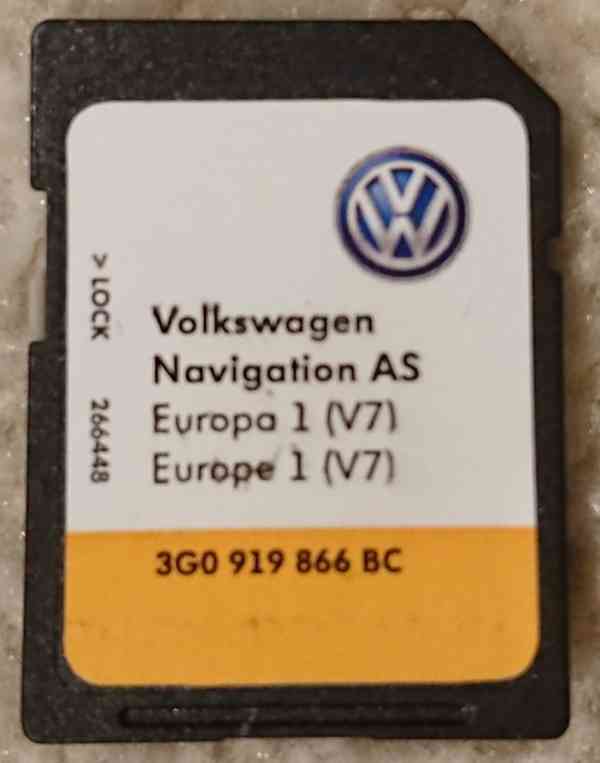 Volkswagen
Navigation AS
Europa 1 (V7)
Europe 1 (V7)
3G0 919 866 BC
> LOCK 266448